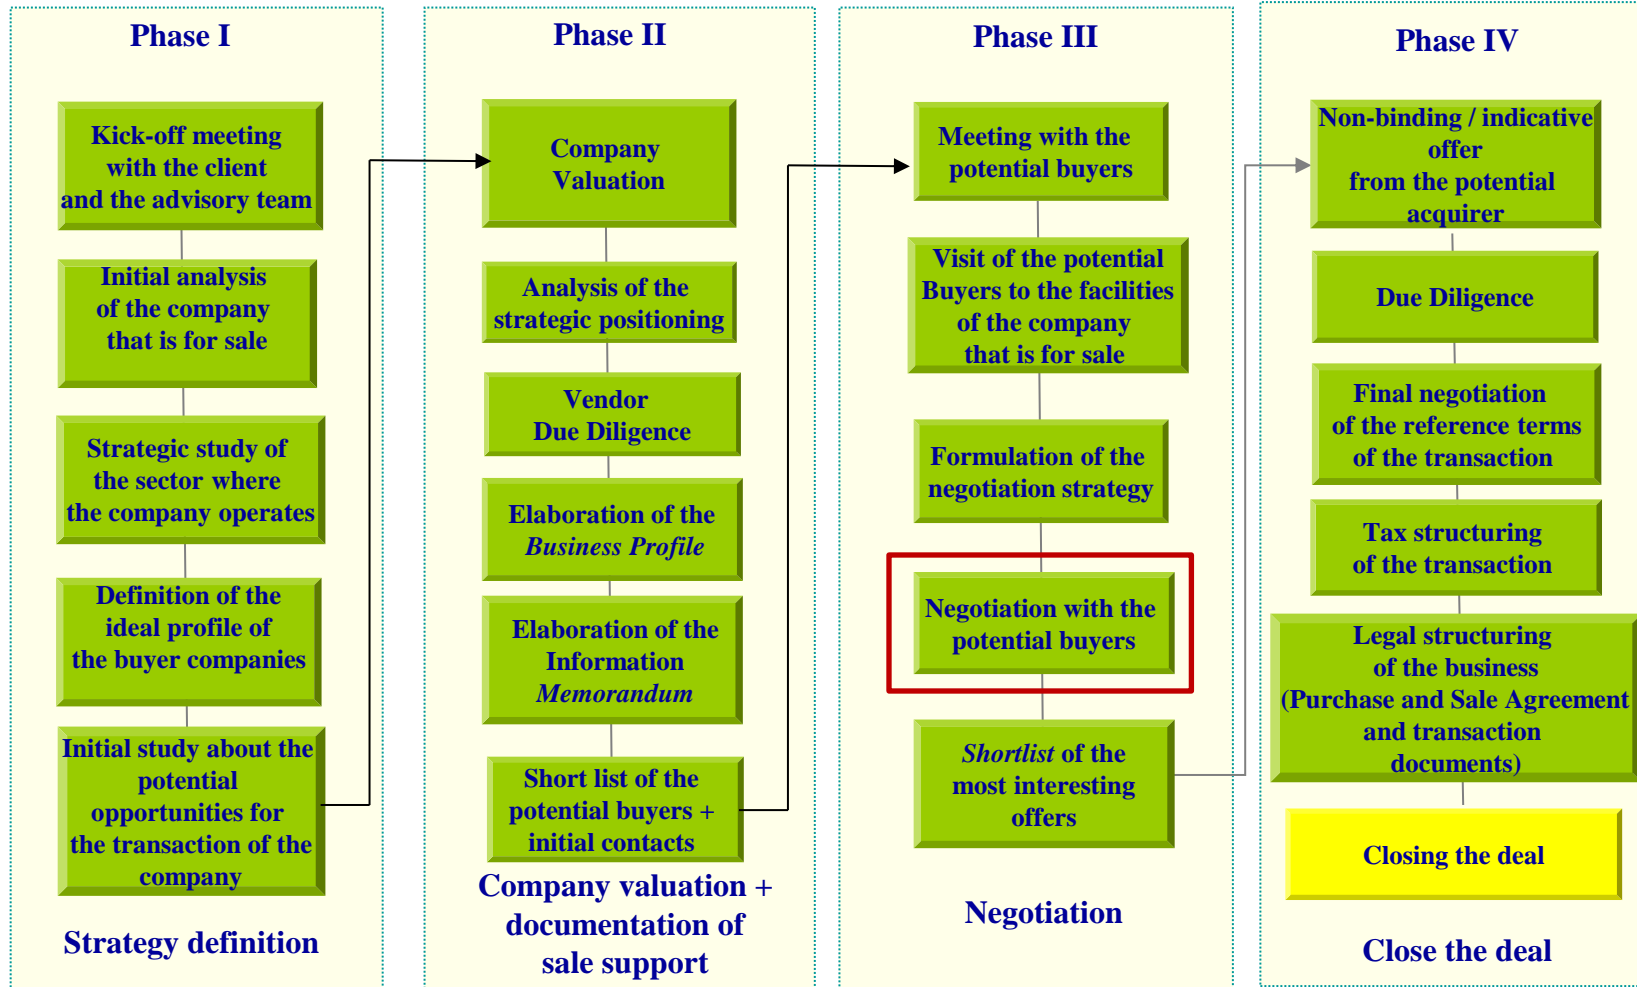 Phase I
Kick-off meeting
with the client
and the advisory team
Initial analysis
of the company
that is for sale
Strategic study of
the sector where
the company operates
Definition of the
ideal profile of
the buyer companies
Initial study about the
potential
opportunities for
the transaction of the
company
Strategy definition
Phase II
Company
Valuation
Analysis of the
strategic positioning
Vendor
Due Diligence
Elaboration of the
Business Profile
Elaboration of the
Information
Memorandum
Short list of the
potential buyers +
initial contacts
Company valuation +
documentation of
sale support
Phase III
Meeting with the
potential buyers
Visit of the potential
Buyers to the facilities
of the company
that is for sale
Formulation of the
negotiation strategy
Negotiation with the
potential buyers
Shortlist of the
most interesting
offers
Negotiation
Phase IV
Non-binding / indicative
offer
from the potential
acquirer
Due Diligence
Final negotiation
of the reference terms
of the transaction
Tax structuring
of the transaction
Legal structuring
of the business
(Purchase and Sale Agreement
and transaction
documents)
Closing the deal
Close the deal